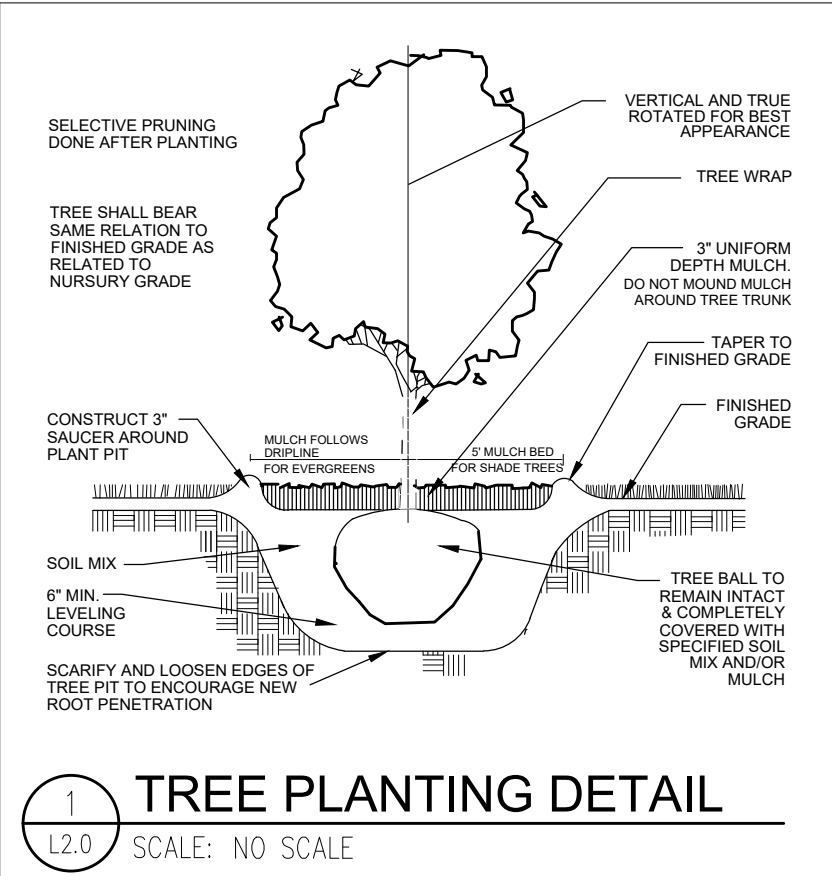 SELECTIVE PRUNING
DONE AFTER PLANTING
TREE SHALL BEAR
SAME RELATION TO
FINISHED GRADE AS
RELATED TO
NURSURY GRADE
VERTICAL AND TRUE
ROTATED FOR BEST
APPEARANCE
TREE WRAP
3" UNIFORM
DEPTH MULCH.
DO NOT MOUND MULCH
AROUND TREE TRUNK
TAPER TO
FINISHED GRADE
FINISHED
GRADE
CONSTRUCT 3"
SAUCER AROUND
PLANT PIT
MULCH FOLLOWS
DRIPLINE
FOR EVERGREENS
5' MULCH BED
FOR SHADE TREES
SOIL MIX
6" MIN.
LEVELING
COURSE
SCARIFY AND LOOSEN EDGES OF
TREE PIT TO ENCOURAGE NEW
ROOT PENETRATION
TREE BALL TO
REMAIN INTACT
& COMPLETELY
COVERED WITH
SPECIFIED SOIL
MIX AND/OR
MULCH
1
L2.0
TREE PLANTING DETAIL
SCALE: NO SCALE